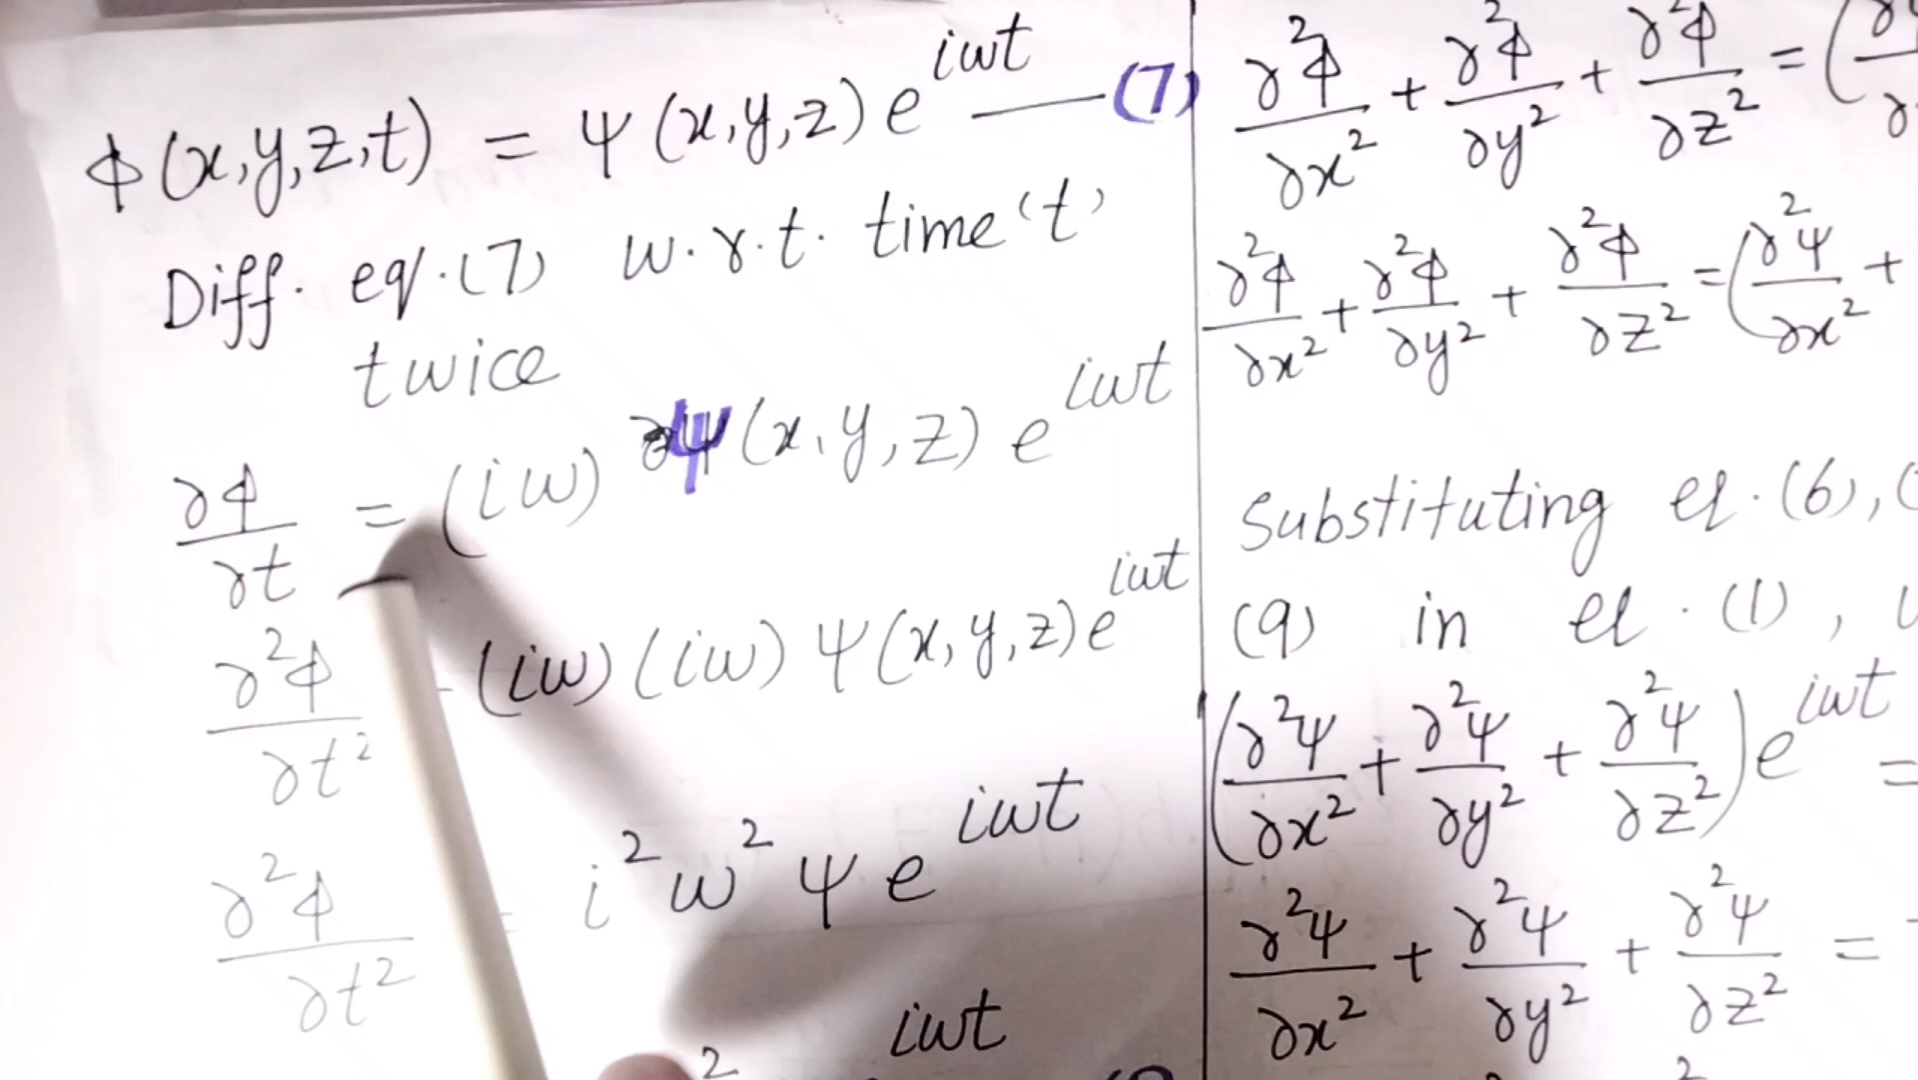 ϕ(x,y,z,t) = ψ(x,y,z) e^{iωt} —— (7)
Diff. eq.(7) w.r.t. time 't'
twice
∂ϕ/∂t = (iω) ψ(x,y,z) e^{iωt}
∂²ϕ/∂t² = (iω)(iω) ψ(x,y,z) e^{iωt}
∂²ϕ/∂t² = i²ω²ψ e^{iωt}
2 iωt
∂²ϕ/∂x² + ∂²ϕ/∂y² + ∂²ϕ/∂z² = (
∂²ϕ/∂x² + ∂²ϕ/∂y² + ∂²ϕ/∂z² = (∂²ψ/∂x² +
Substituting eq.(6),
(9) in eq.(1),
(∂²ψ/∂x² + ∂²ψ/∂y² + ∂²ψ/∂z²) e^{iωt} =
∂²ψ/∂x² + ∂²ψ/∂y² + ∂²ψ/∂z² =